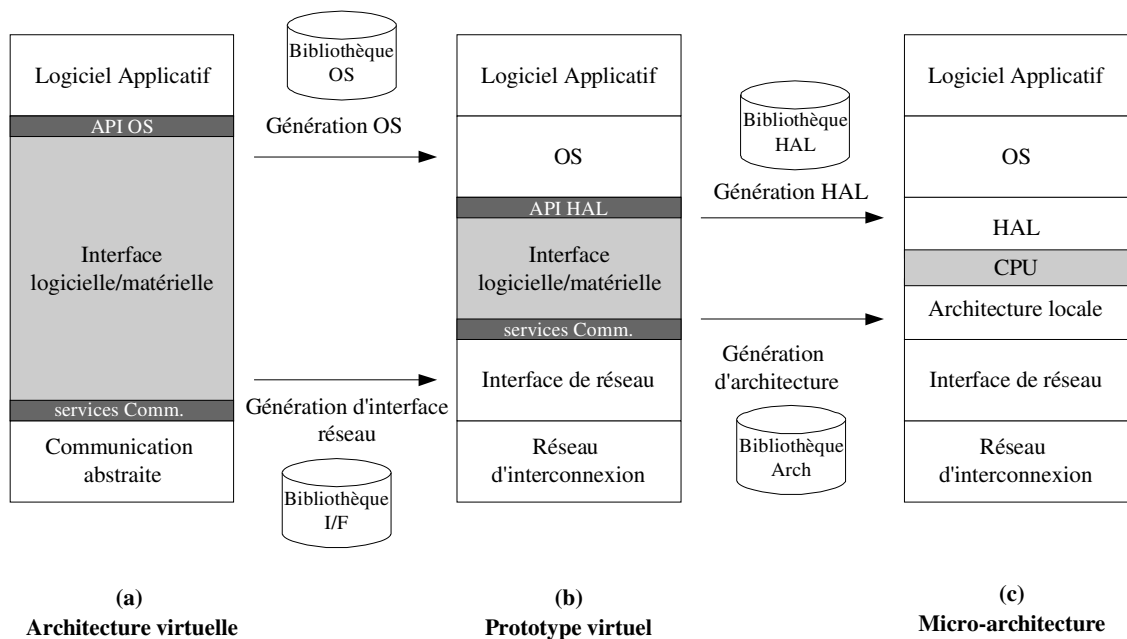 Logiciel Applicatif
API OS
Interface
logicielle/matérielle
services Comm.
Communication
abstraite
Bibliothèque
OS
Génération OS
Génération d'interface
réseau
Bibliothèque
I/F
Logiciel Applicatif
OS
API HAL
Interface
logicielle/matérielle
services Comm.
Interface de réseau
Réseau
d'interconnexion
Bibliothèque
HAL
Génération HAL
Génération
d'architecture
Bibliothèque
Arch
Logiciel Applicatif
OS
HAL
CPU
Architecture locale
Interface de réseau
Réseau
d'interconnexion
(a)
Architecture virtuelle
(b)
Prototype virtuel
(c)
Micro-architecture